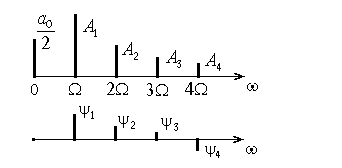 a₀/2 A₁ A₂ A₃ A₄
0 Ω 2Ω 3Ω 4Ω ω
ψ₁ ψ₂ ψ₃ ψ₄ ω